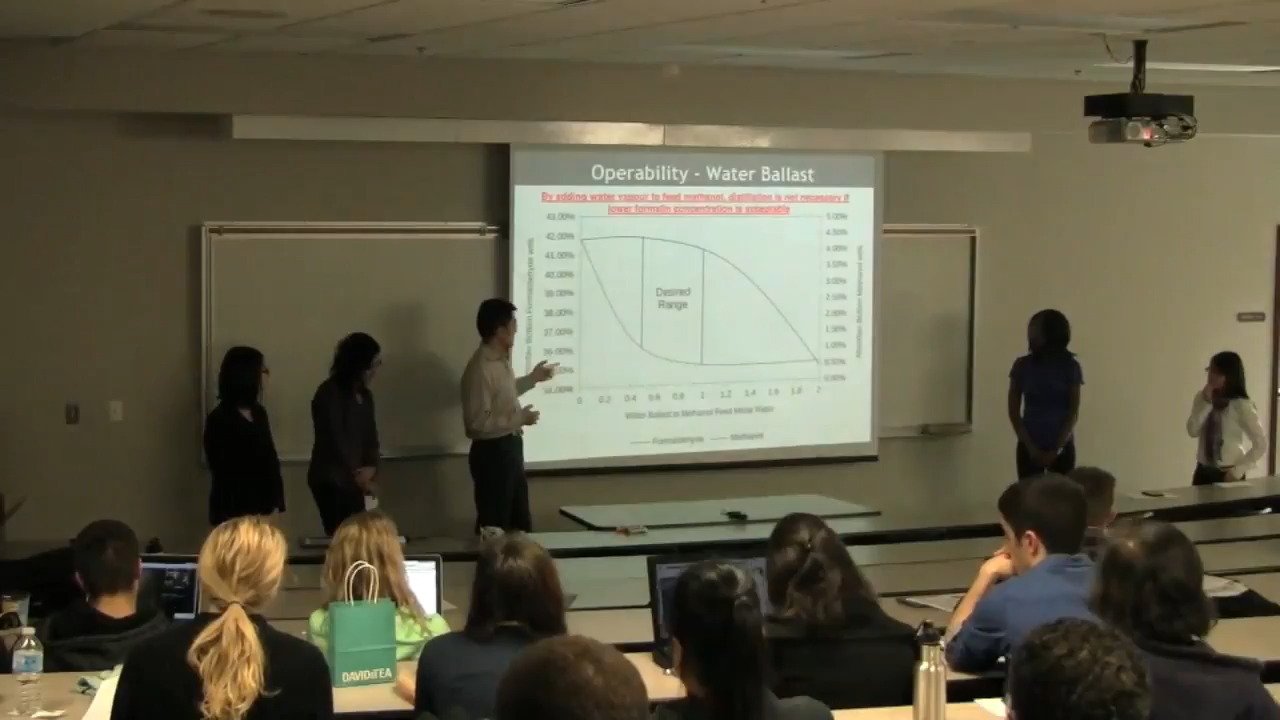 Operability - Water Ballast
By adding water vapour to feed methanol, distillation is not necessary if
lower formalin concentration is acceptable
43.00%
42.00%
41.00%
40.00%
39.00%
38.00%
37.00%
36.00%
5.00%
4.50%
4.00%
3.50%
3.00%
2.50%
2.00%
1.50%
1.00%
0.50%
0.00%
Desired
Range
0 0.2 0.4 0.6 0.8 1 1.2 1.4 1.6 1.8 2
Water Ballast to Methanol Feed Molar Ratio
Formaldehyde Methanol
DAVIDsTEA